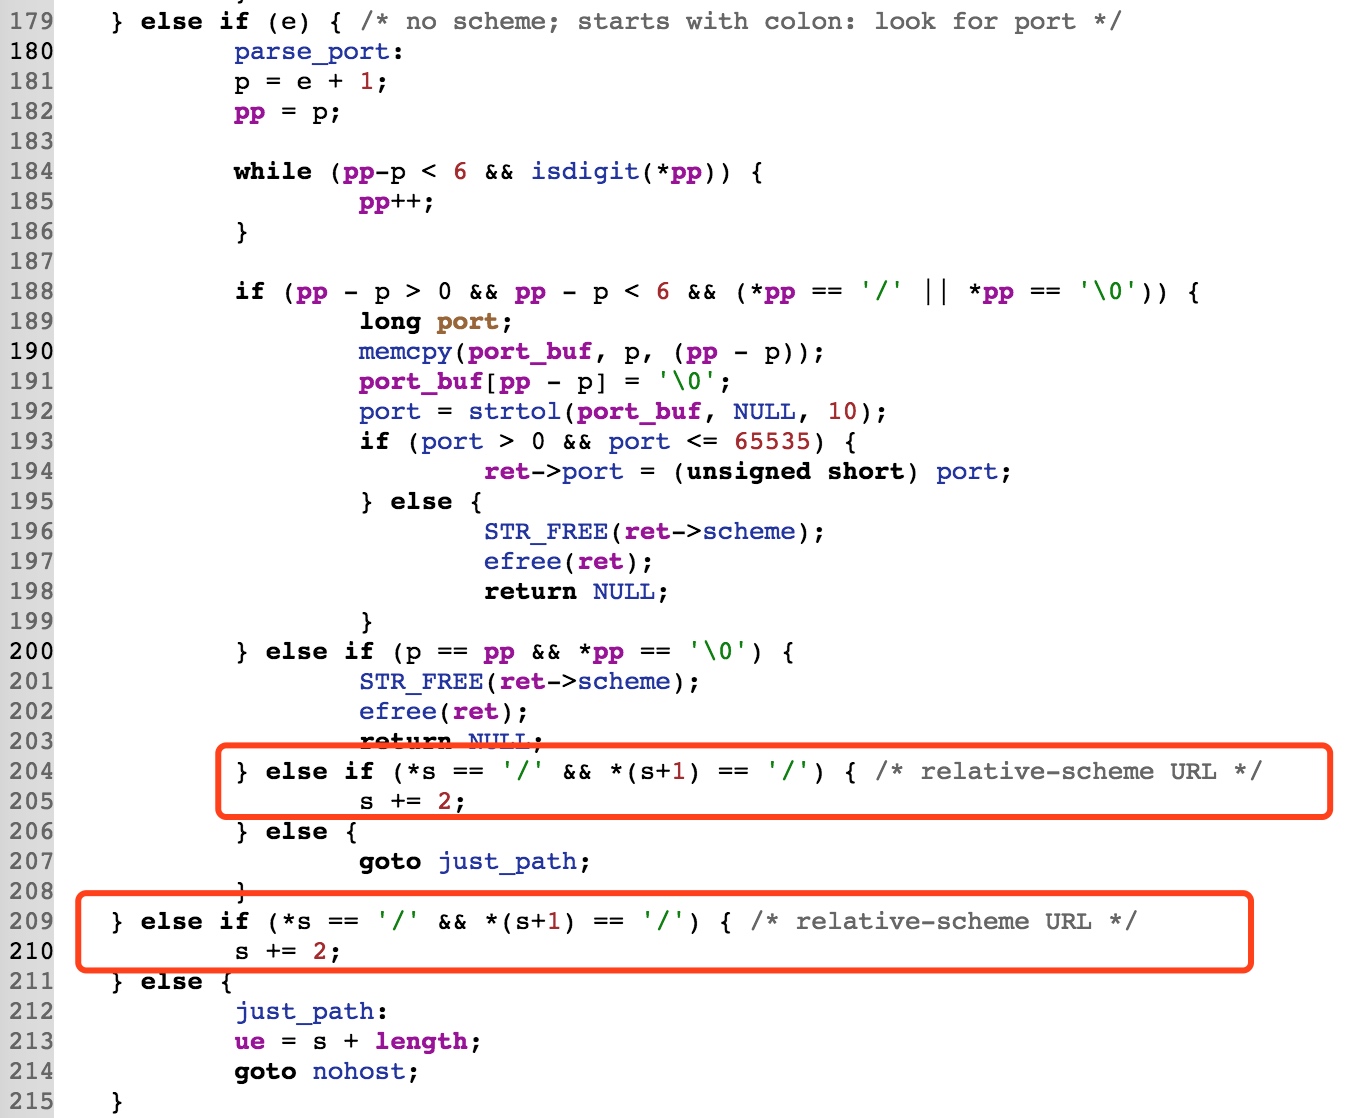 179 } else if (e) { /* no scheme; starts with colon: look for port */
180 parse_port:
181 p = e + 1;
182 pp = p;
183
184 while (pp-p < 6 && isdigit(*pp)) {
185 pp++;
186 }
187
188 if (pp - p > 0 && pp - p < 6 && (*pp == '/' || *pp == '\0')) {
189 long port;
190 memcpy(port_buf, p, (pp - p));
191 port_buf[pp - p] = '\0';
192 port = strtol(port_buf, NULL, 10);
193 if (port > 0 && port <= 65535) {
194 ret->port = (unsigned short) port;
195 } else {
196 STR_FREE(ret->scheme);
197 efree(ret);
198 return NULL;
199 }
200 } else if (p == pp && *pp == '\0') {
201 STR_FREE(ret->scheme);
202 efree(ret);
203 return NULL;
204 } else if (*s == '/' && *(s+1) == '/') { /* relative-scheme URL */
205 s += 2;
206 } else {
207 goto just_path;
208 }
209 } else if (*s == '/' && *(s+1) == '/') { /* relative-scheme URL */
210 s += 2;
211 } else {
212 just_path:
213 ue = s + length;
214 goto nohost;
215 }